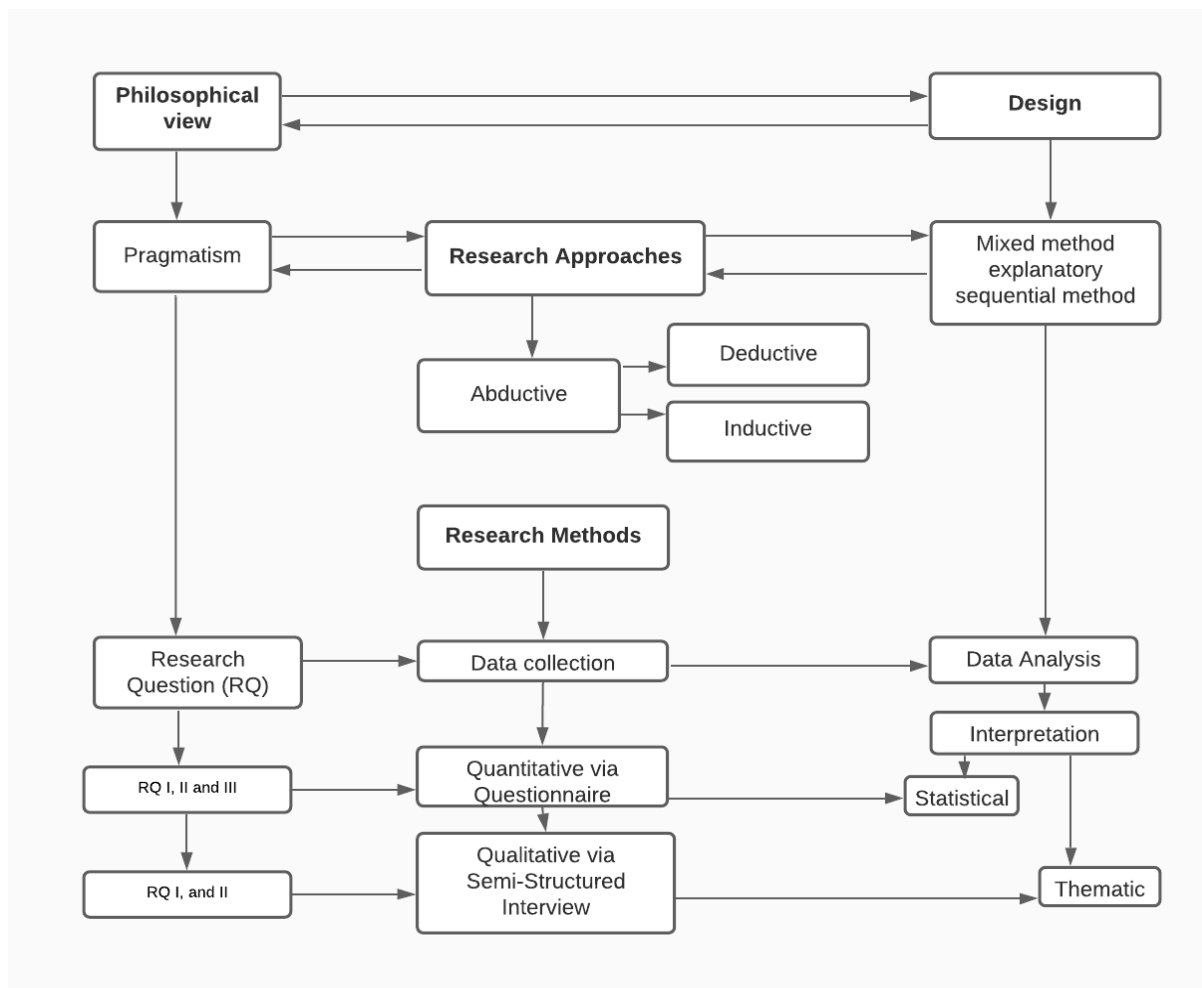 Philosophical
view
Design
Pragmatism
Research Approaches
Mixed method
explanatory
sequential method
Deductive
Abductive
Inductive
Research Methods
Research
Question (RQ)
Data collection
Data Analysis
Interpretation
RQ I, II and III
Quantitative via
Questionnaire
Statistical
RQ I, and II
Qualitative via
Semi-Structured
Interview
Thematic